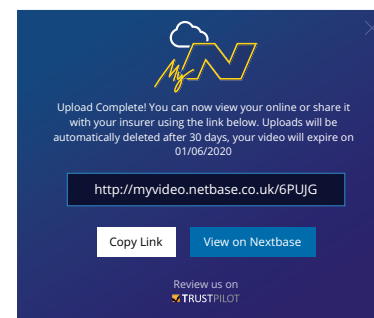 My N
Upload Complete! You can now view your online or share it
with your insurer using the link below. Uploads will be
automatically deleted after 30 days, your video will expire on
01/06/2020
http://myvideo.netbase.co.uk/6PUJG
Copy Link
View on Nextbase
Review us on
TRUSTPILOT